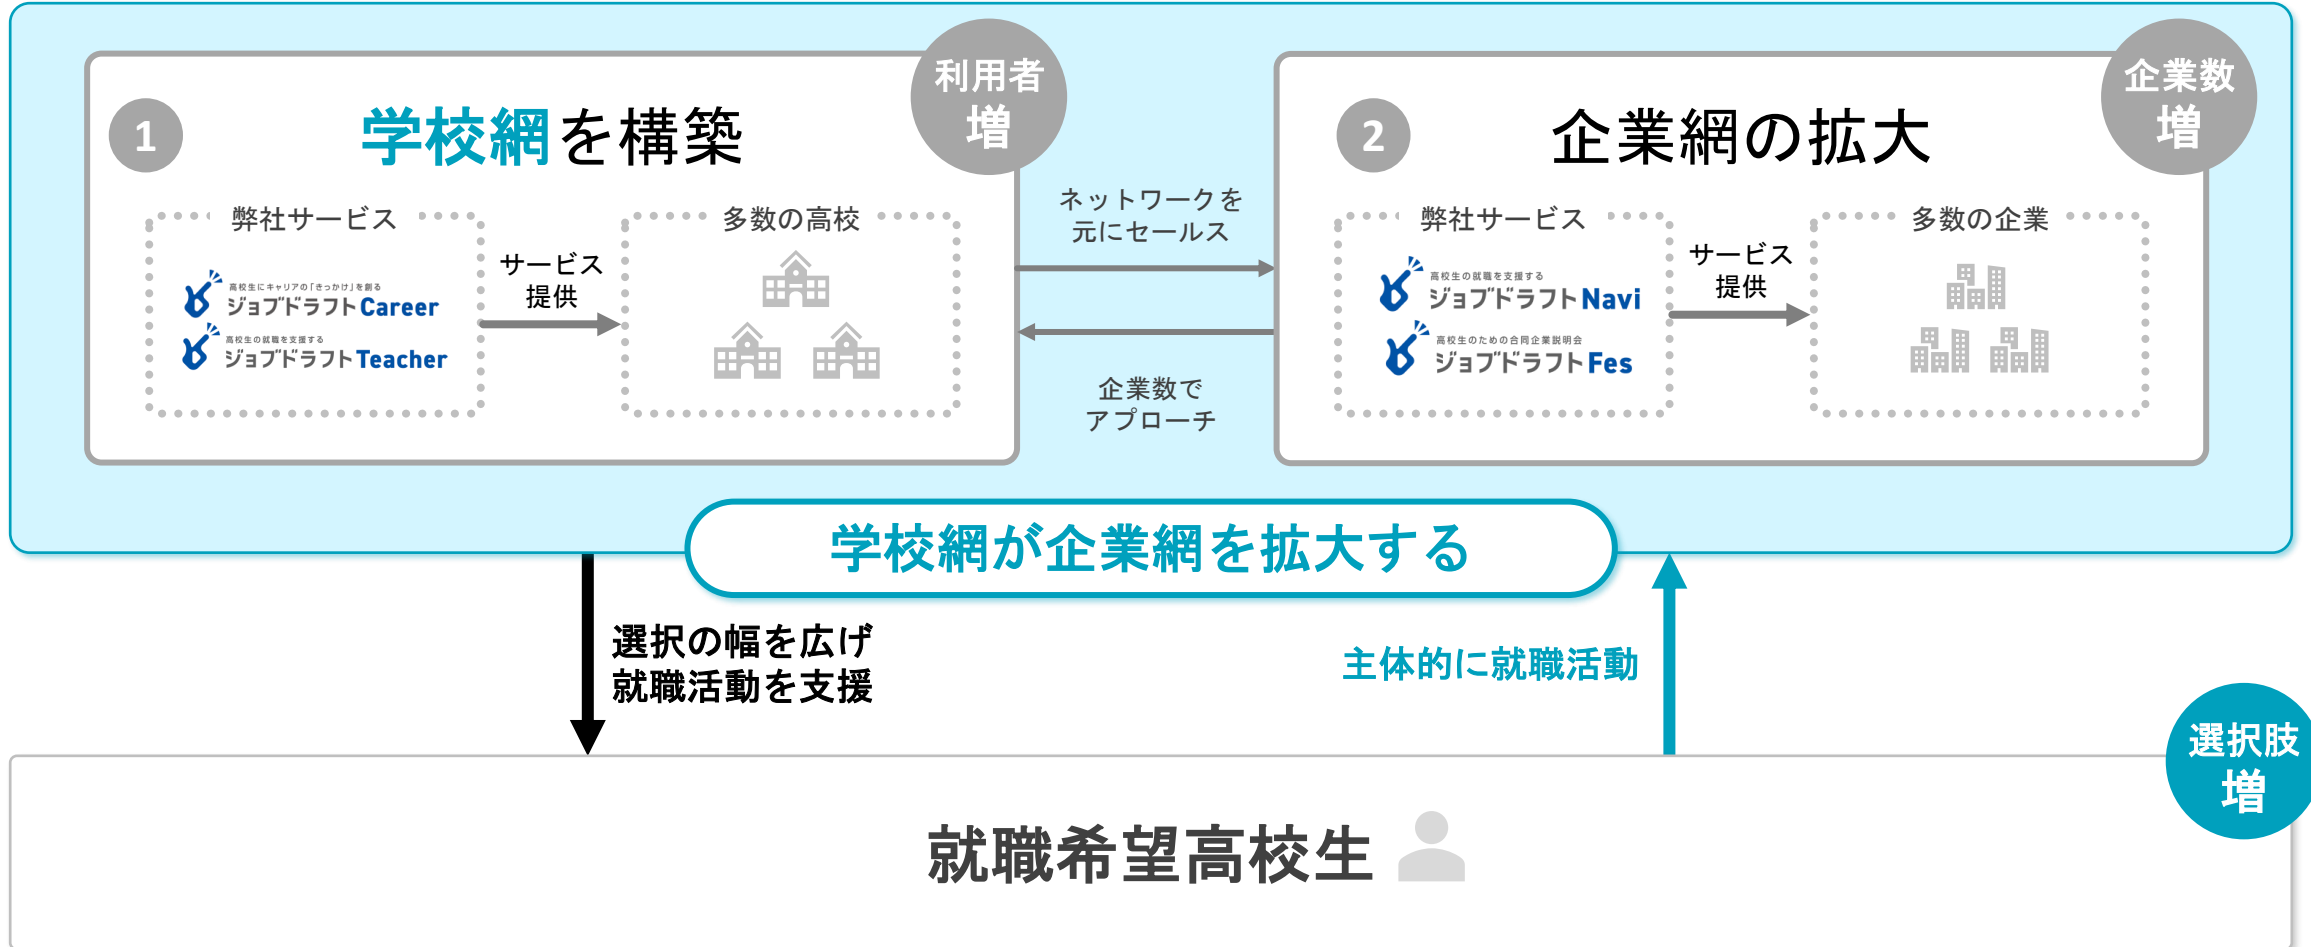 1
学校網を構築
利用者
増
弊社サービス
高校生にキャリアの「きっかけ」を創る
ジョブドラフトCareer
高校生の就職を支援する
ジョブドラフトTeacher
サービス
提供
多数の高校
ネットワークを
元にセールス
企業数で
アプローチ
2
企業網の拡大
企業数
増
弊社サービス
高校生の就職を支援する
ジョブドラフトNavi
高校生のための合同企業説明会
ジョブドラフトFes
サービス
提供
多数の企業
学校網が企業網を拡大する
選択の幅を広げ
就職活動を支援
主体的に就職活動
選択肢
増
就職希望高校生